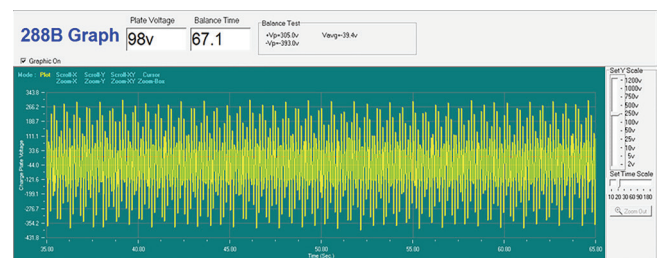 288B Graph
Plate Voltage
98v
Balance Time
67.1
Balance Test
+Vp=305.0v
Vavg=-39.4v
-Vp=-393.0v
Graphic On
Mode : Plot Scroll-X Scroll-Y Scroll-XY Cursor
Zoom-X Zoom-Y Zoom-XY Zoom-Box
Charge Plate Voltage
343.8
266.2
188.7
111.1
33.6
-44.0
-121.6
-199.1
-276.7
-354.2
-431.8
25.00 40.00 45.00 50.00 55.00 60.00 65.00
Time (Sec.)
Set Y Scale
1200v
1000v
750v
500v
250v
100v
50v
25v
10v
5v
2v
Set Time Scale
10 20 30 60 90 180
Zoom Out